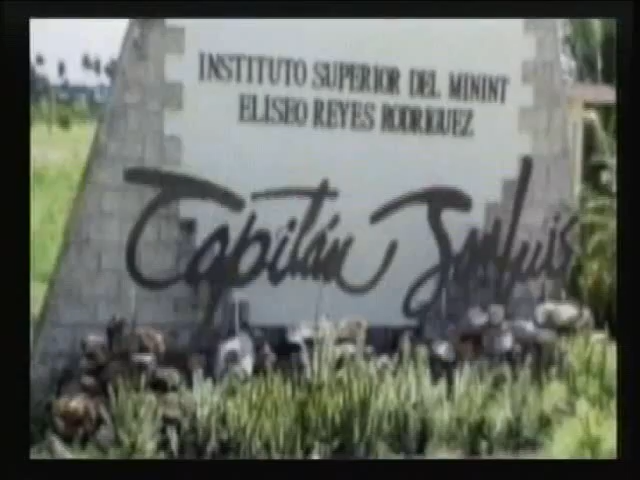 INSTITUTO SUPERIOR DEL MININT
ELISEO REYES RODRIGUEZ
Capitán San Luis